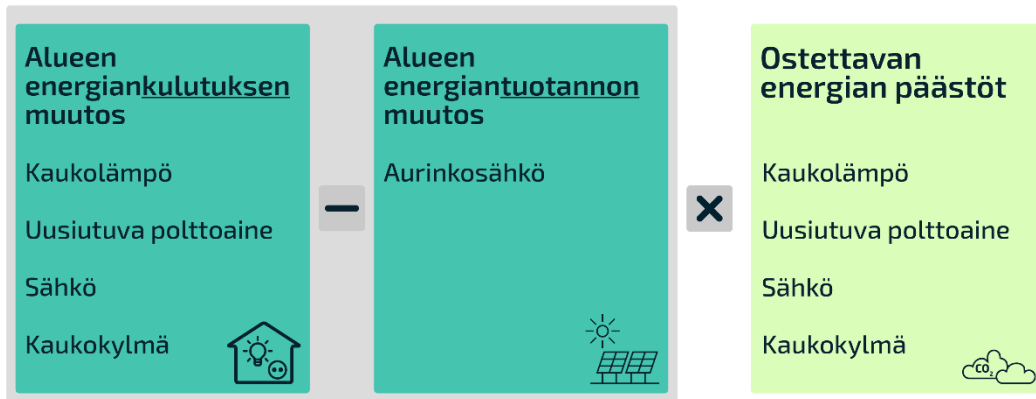 Alueen
energiankulutuksen
muutos
Kaukolämpö
Uusiutuva polttoaine
Sähkö
Kaukokylmä
−
Alueen
energiantuotannon
muutos
Aurinkosähkö
×
Ostettavan
energian päästöt
Kaukolämpö
Uusiutuva polttoaine
Sähkö
Kaukokylmä
CO₂